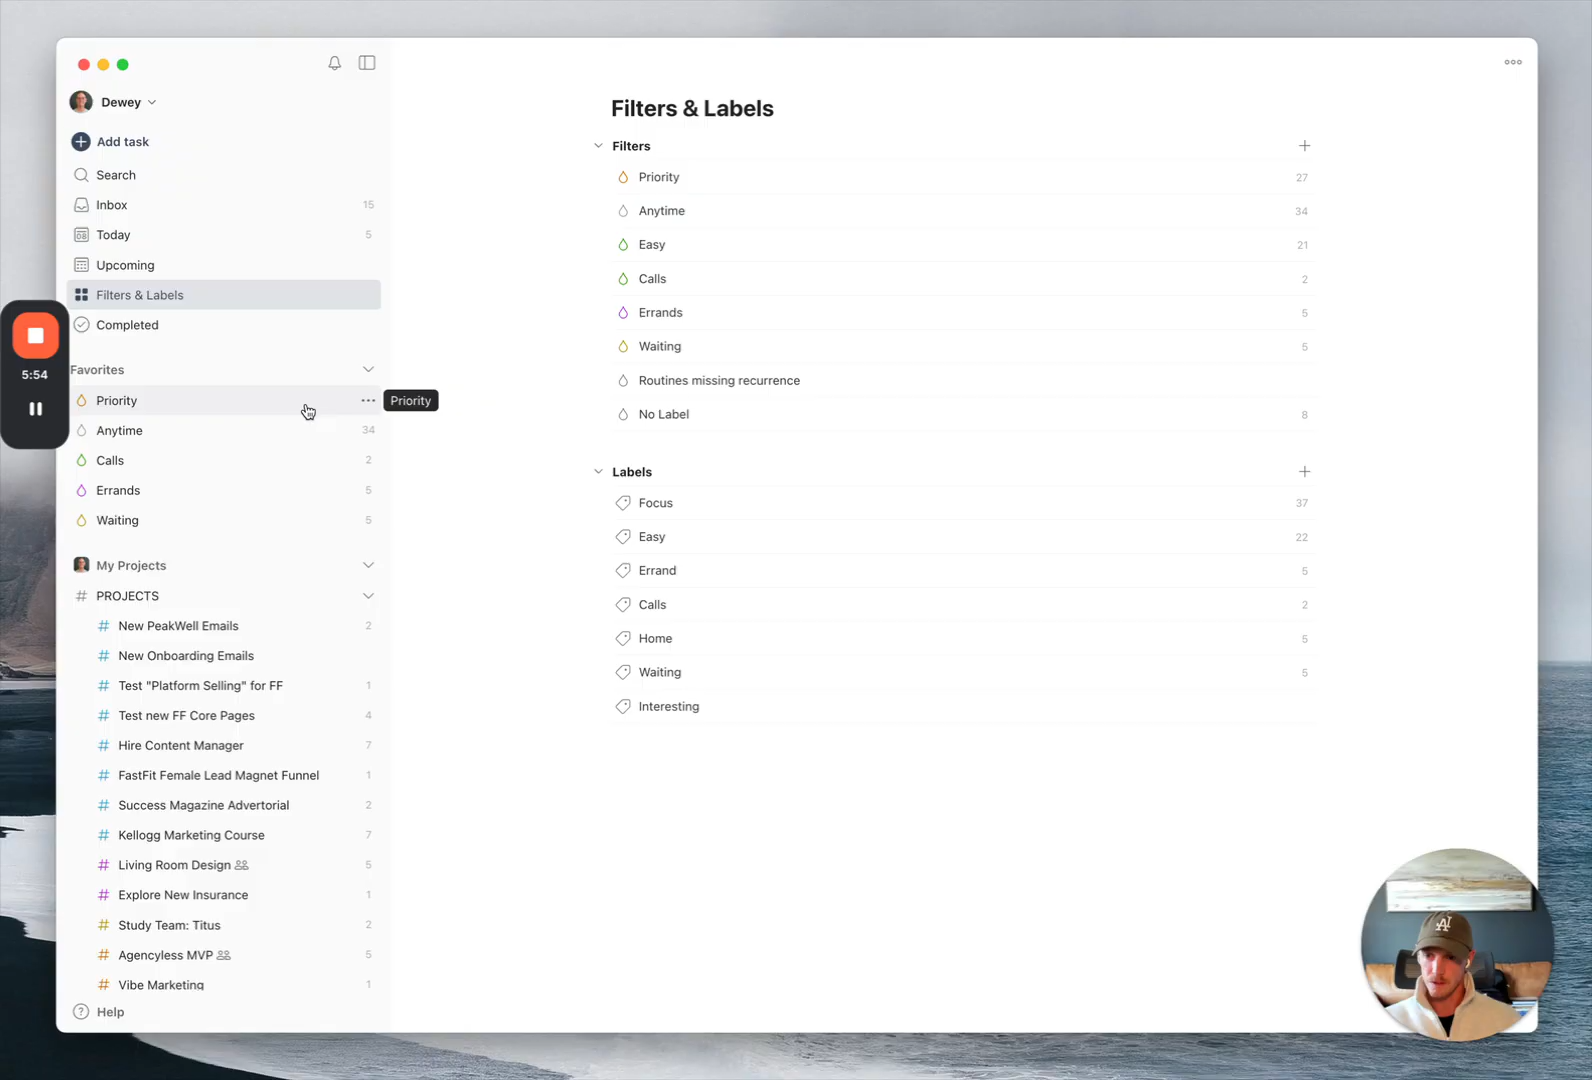 Dewey
Add task
Search
Inbox 15
Today 5
Upcoming
Filters & Labels
Completed
5:54
Favorites
Priority
Priority
Anytime 34
Calls 2
Errands 5
Waiting 5
My Projects
# PROJECTS
# New PeakWell Emails 2
# New Onboarding Emails
# Test "Platform Selling" for FF 1
# Test new FF Core Pages 4
# Hire Content Manager 7
# FastFit Female Lead Magnet Funnel 1
# Success Magazine Advertorial 2
# Kellogg Marketing Course 7
# Living Room Design 5
# Explore New Insurance 1
# Study Team: Titus 2
# Agencyless MVP 5
# Vibe Marketing 1
? Help
Filters & Labels
Filters
Priority 27
Anytime 34
Easy 21
Calls 2
Errands 5
Waiting 5
Routines missing recurrence
No Label 8
Labels
Focus 37
Easy 22
Errand 5
Calls 2
Home 5
Waiting 5
Interesting
AI